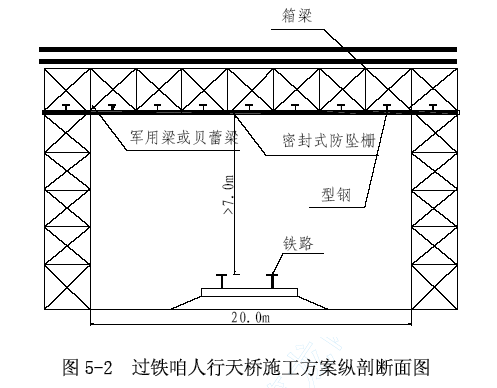 箱梁
军用梁或贝蕾梁
密封式防坠栅
型钢
>7.0m
铁路
20.0m
图 5-2 过铁咱人行天桥施工方案纵剖断面图